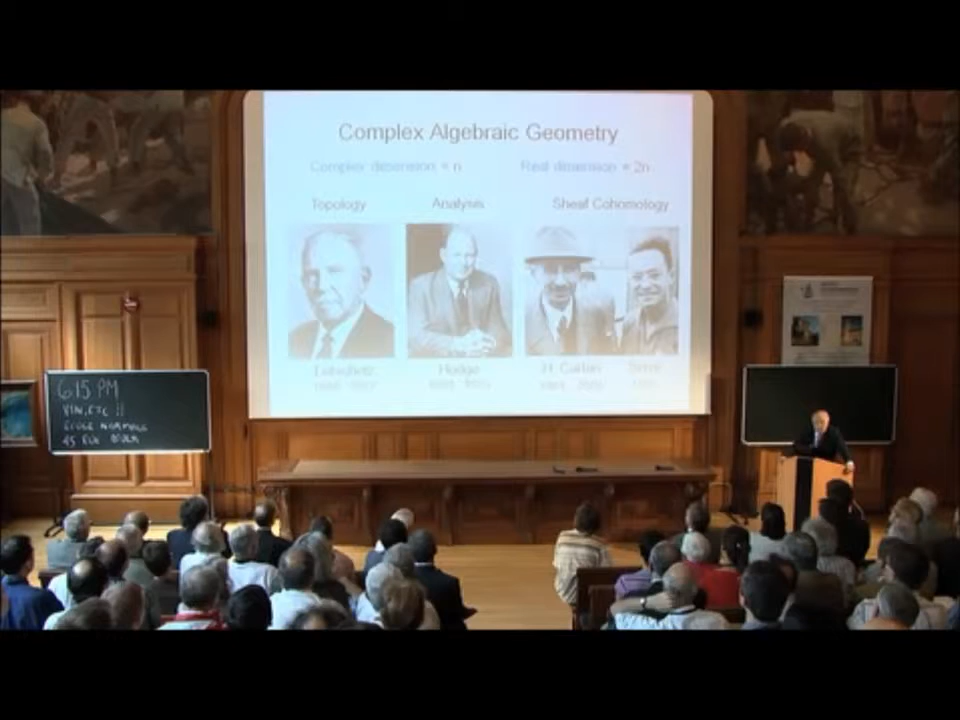 Complex Algebraic Geometry
Complex dimension = n Real dimension = 2n
Topology Analysis Sheaf Cohomology
Lefschetz Hodge H. Cartan Serre
6:15 PM
VIN, ETC !!
ECOLE NORMALE
45 RUE D'ULM